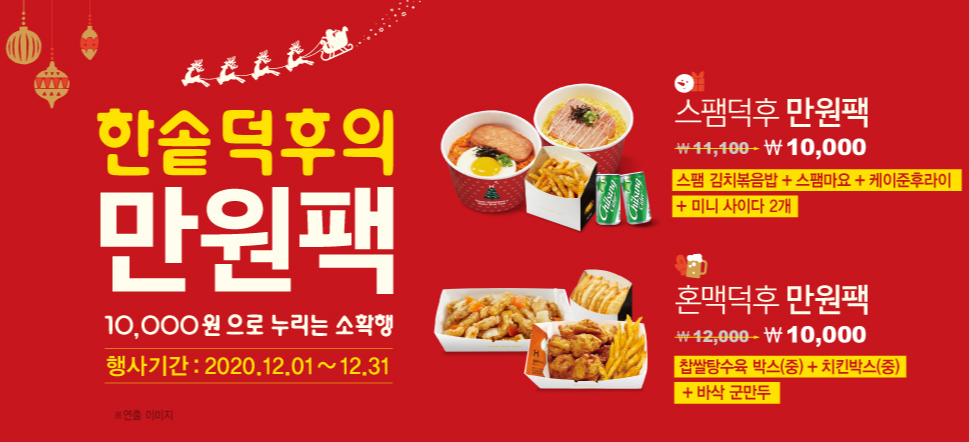 한솥 덕후의
만원팩
10,000원으로 누리는 소확행
행사기간 : 2020.12.01~12.31
※연출 이미지
스팸덕후 만원팩
₩11,100 ₩10,000
스팸 김치볶음밥 + 스팸마요 + 케이준후라이
+ 미니 사이다 2개
혼맥덕후 만원팩
₩12,000 ₩10,000
찹쌀탕수육 박스(중) + 치킨박스(중)
+ 바삭 군만두